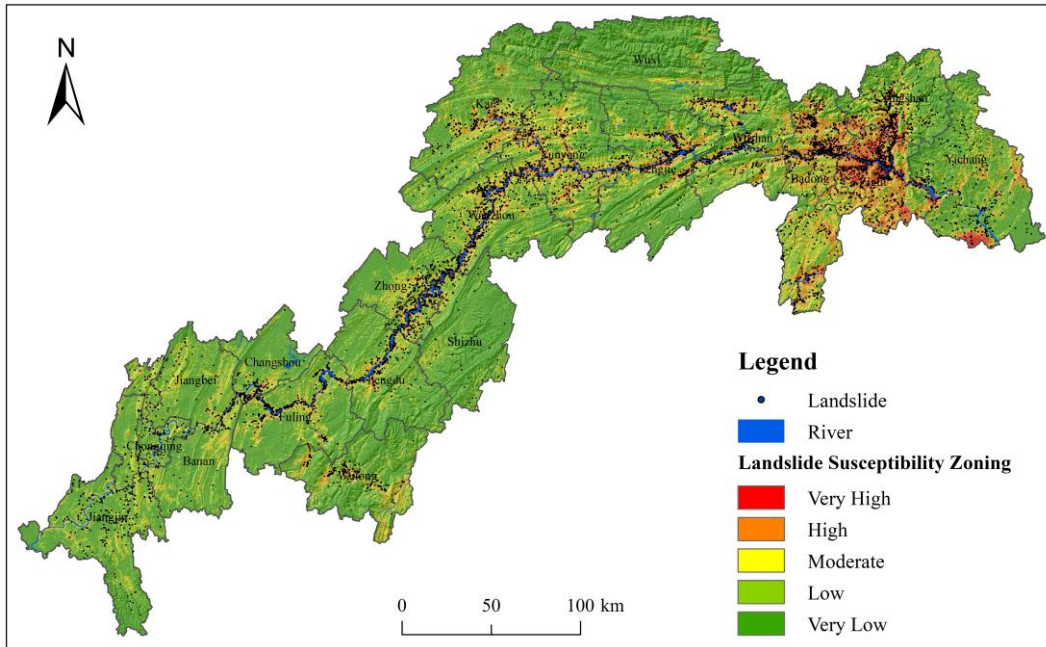 N
Wuxi
Kai
Yunyang
Fengjie
Wushan
Badong
Yichang
Wanzhou
Zhong
Shizhu
Changshou
Jiangbei
Fengdu
Fuling
Chongqing
Banan
Wulong
Jiangjin
Legend
Landslide
River
Landslide Susceptibility Zoning
Very High
High
Moderate
Low
Very Low
0 50 100 km